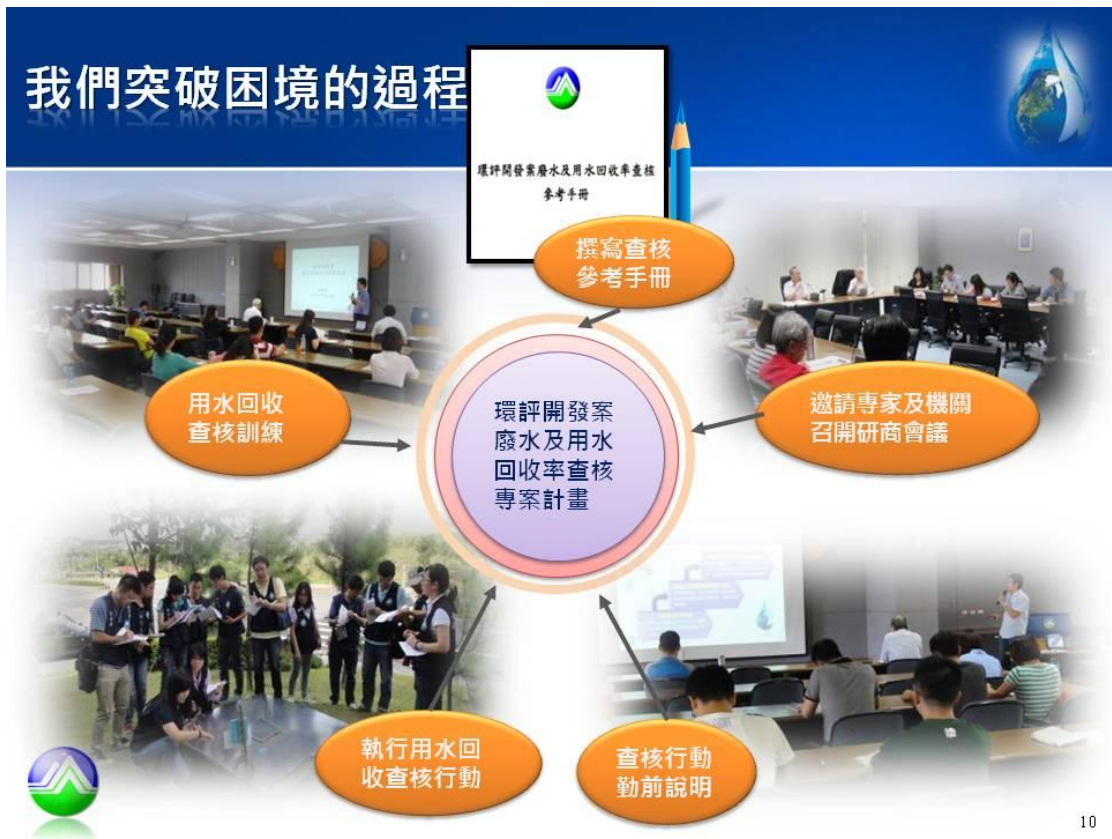 我們突破困境的過程
環評開發案廢水及用水回收率查核
參考手冊
撰寫查核
參考手冊
用水回收
查核訓練
邀請專家及機關
召開研商會議
環評開發案
廢水及用水
回收率查核
專案計畫
執行用水回
收查核行動
查核行動
勤前說明
10